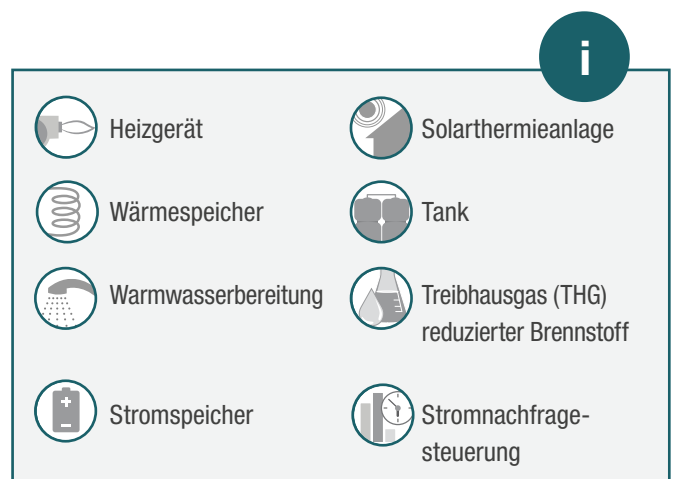 i
Heizgerät
Solarthermieanlage
Wärmespeicher
Tank
Warmwasserbereitung
Treibhausgas (THG)
reduzierter Brennstoff
Stromspeicher
Stromnachfrage-
steuerung